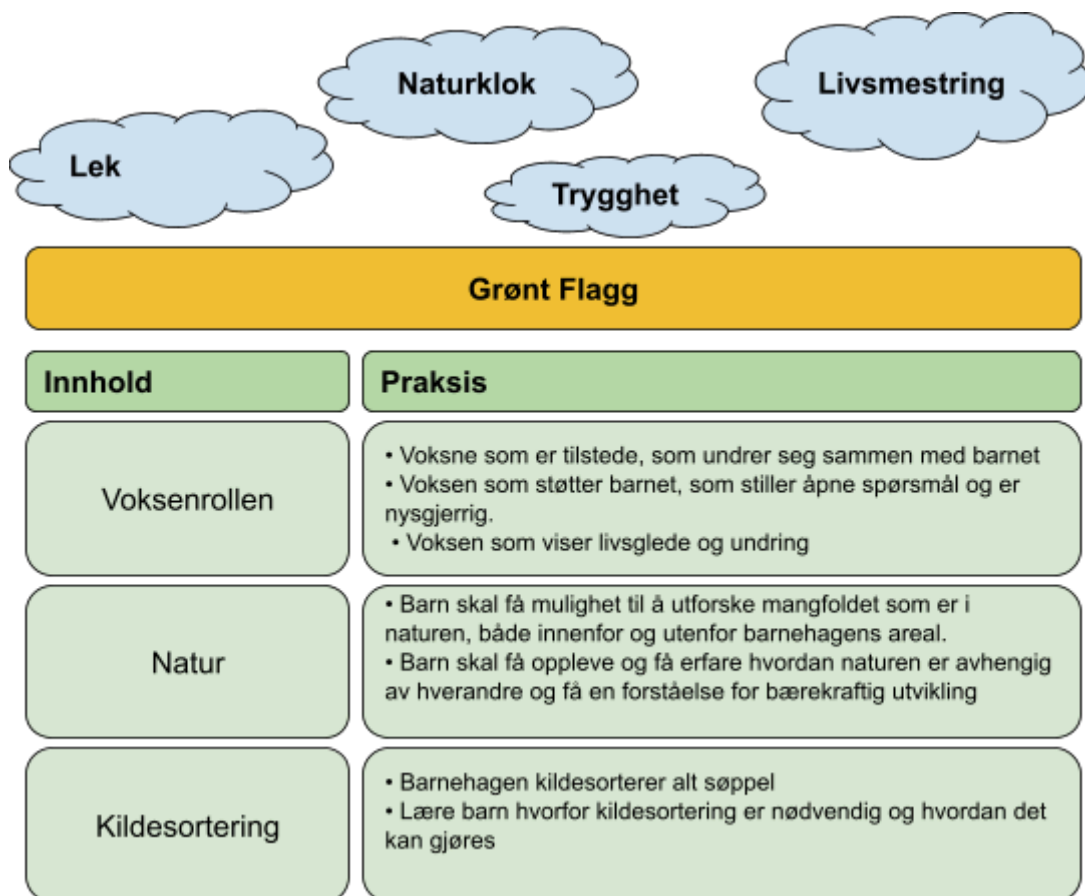 Naturklok
Livsmestring
Lek
Trygghet
Grønt Flagg
Innhold
Praksis
Voksenrollen
• Voksne som er tilstede, som undrer seg sammen med barnet
• Voksen som støtter barnet, som stiller åpne spørsmål og er
nysgjerrig.
• Voksen som viser livsglede og undring
Natur
• Barn skal få mulighet til å utforske mangfoldet som er i
naturen, både innenfor og utenfor barnehagens areal.
• Barn skal få oppleve og få erfare hvordan naturen er avhengig
av hverandre og få en forståelse for bærekraftig utvikling
Kildesortering
• Barnehagen kildesorterer alt søppel
• Lære barn hvorfor kildesortering er nødvendig og hvordan det
kan gjøres